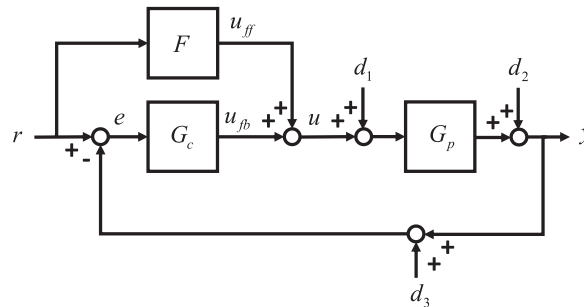 F
u_ff
d_1
d_2
r
e
G_c
u_fb
u
G_p
y
+
-
+
+
+
+
+
+
+
+
d_3